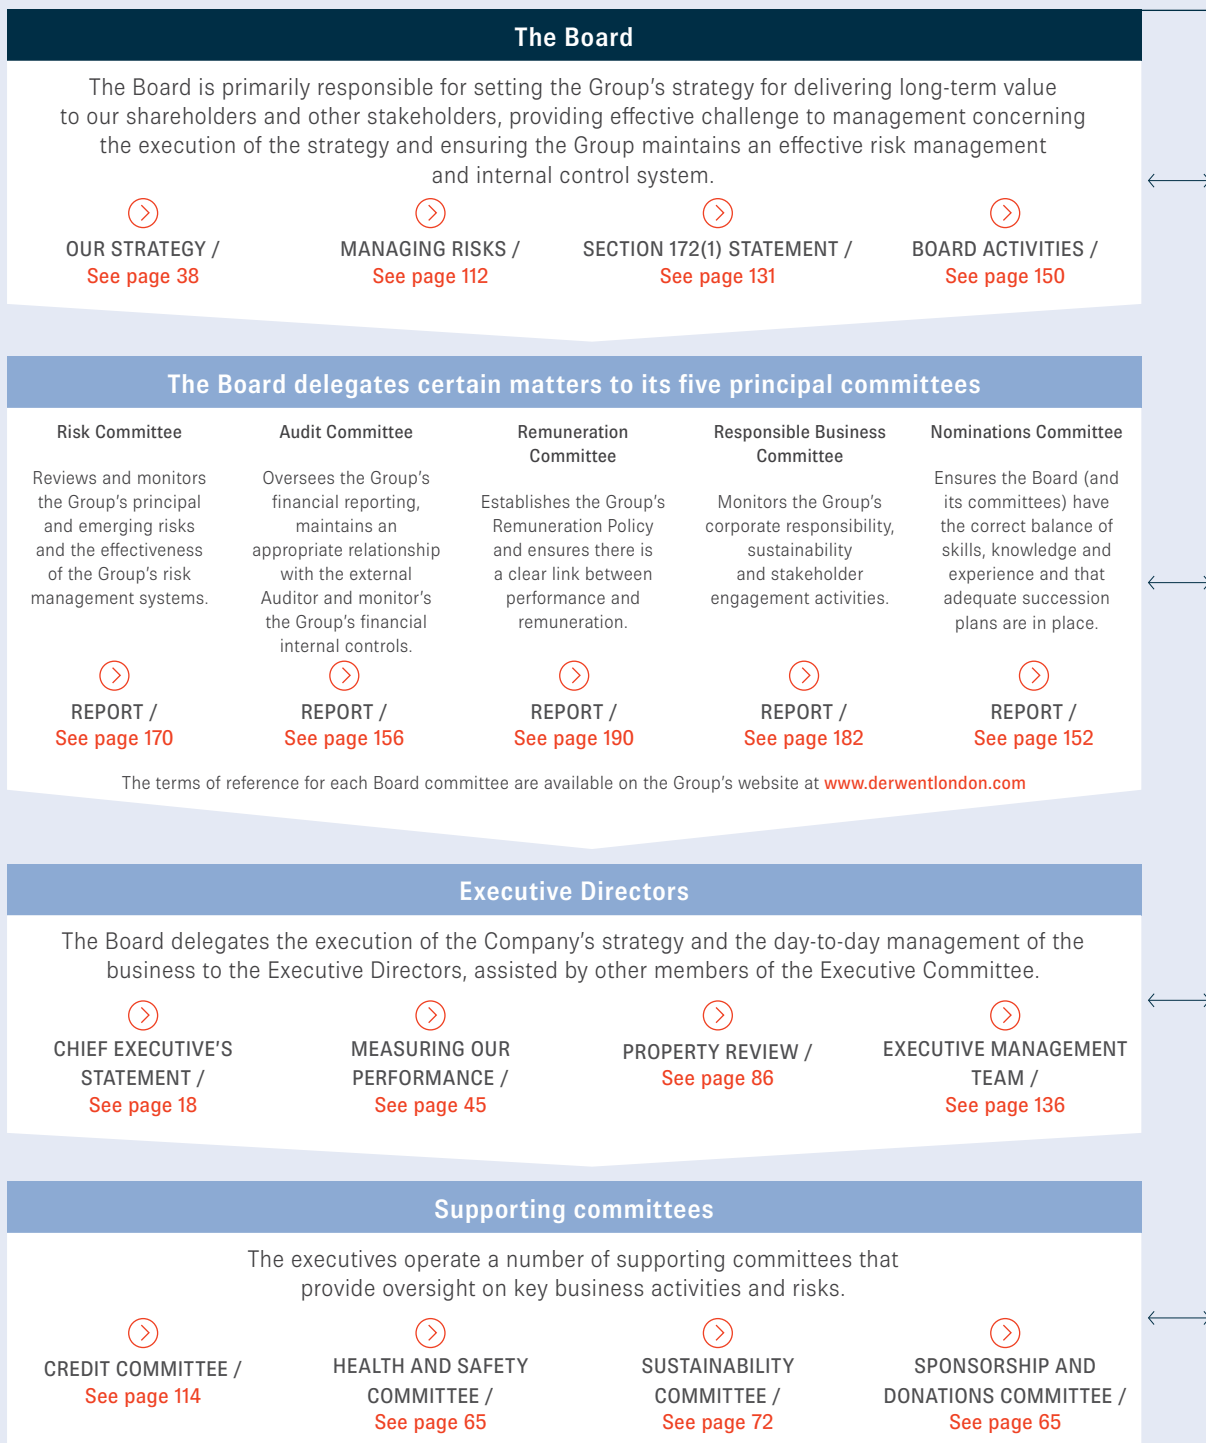 The Board
The Board is primarily responsible for setting the Group's strategy for delivering long-term value
to our shareholders and other stakeholders, providing effective challenge to management concerning
the execution of the strategy and ensuring the Group maintains an effective risk management
and internal control system.
OUR STRATEGY /
See page 38
MANAGING RISKS /
See page 112
SECTION 172(1) STATEMENT /
See page 131
BOARD ACTIVITIES /
See page 150
The Board delegates certain matters to its five principal committees
Risk Committee
Reviews and monitors
the Group's principal
and emerging risks
and the effectiveness
of the Group's risk
management systems.
REPORT /
See page 170
Audit Committee
Oversees the Group's
financial reporting,
maintains an
appropriate relationship
with the external
Auditor and monitor's
the Group's financial
internal controls.
REPORT /
See page 156
Remuneration
Committee
Establishes the Group's
Remuneration Policy
and ensures there is
a clear link between
performance and
remuneration.
REPORT /
See page 190
Responsible Business
Committee
Monitors the Group's
corporate responsibility,
sustainability
and stakeholder
engagement activities.
REPORT /
See page 182
Nominations Committee
Ensures the Board (and
its committees) have
the correct balance of
skills, knowledge and
experience and that
adequate succession
plans are in place.
REPORT /
See page 152
The terms of reference for each Board committee are available on the Group's website at www.derwentlondon.com
Executive Directors
The Board delegates the execution of the Company's strategy and the day-to-day management of the
business to the Executive Directors, assisted by other members of the Executive Committee.
CHIEF EXECUTIVE'S
STATEMENT /
See page 18
MEASURING OUR
PERFORMANCE /
See page 45
PROPERTY REVIEW /
See page 86
EXECUTIVE MANAGEMENT
TEAM /
See page 136
Supporting committees
The executives operate a number of supporting committees that
provide oversight on key business activities and risks.
CREDIT COMMITTEE /
See page 114
HEALTH AND SAFETY
COMMITTEE /
See page 65
SUSTAINABILITY
COMMITTEE /
See page 72
SPONSORSHIP AND
DONATIONS COMMITTEE /
See page 65